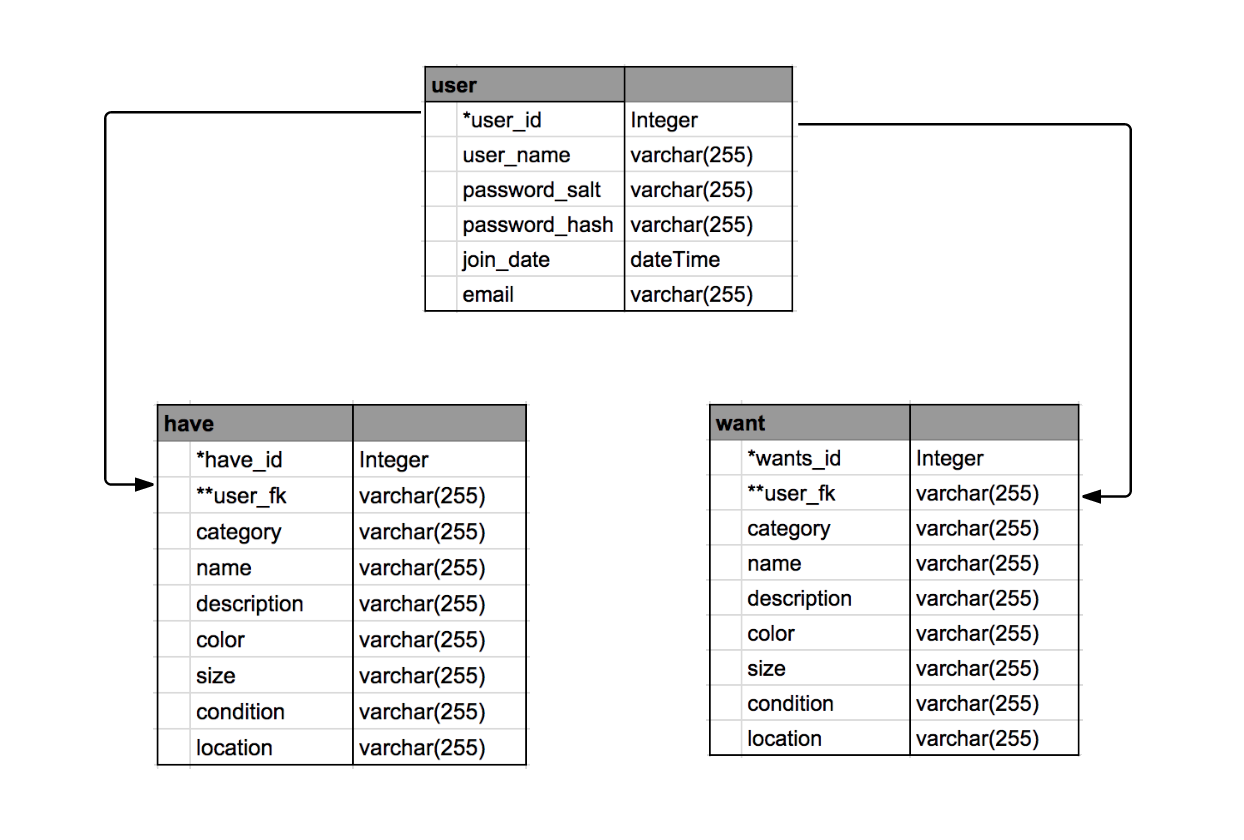 user
*user_id Integer
user_name varchar(255)
password_salt varchar(255)
password_hash varchar(255)
join_date dateTime
email varchar(255)
have
*have_id Integer
**user_fk varchar(255)
category varchar(255)
name varchar(255)
description varchar(255)
color varchar(255)
size varchar(255)
condition varchar(255)
location varchar(255)
want
*wants_id Integer
**user_fk varchar(255)
category varchar(255)
name varchar(255)
description varchar(255)
color varchar(255)
size varchar(255)
condition varchar(255)
location varchar(255)